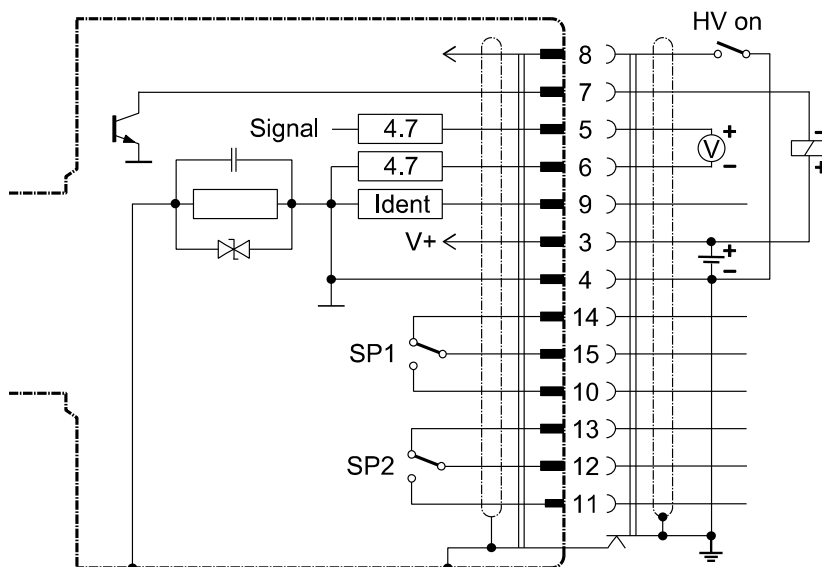 HV on
8
7
Signal 4.7 5 + V −
4.7 6
− +
Ident 9
V+ 3 +
4 −
14
SP1 15
10
13
SP2 12
11